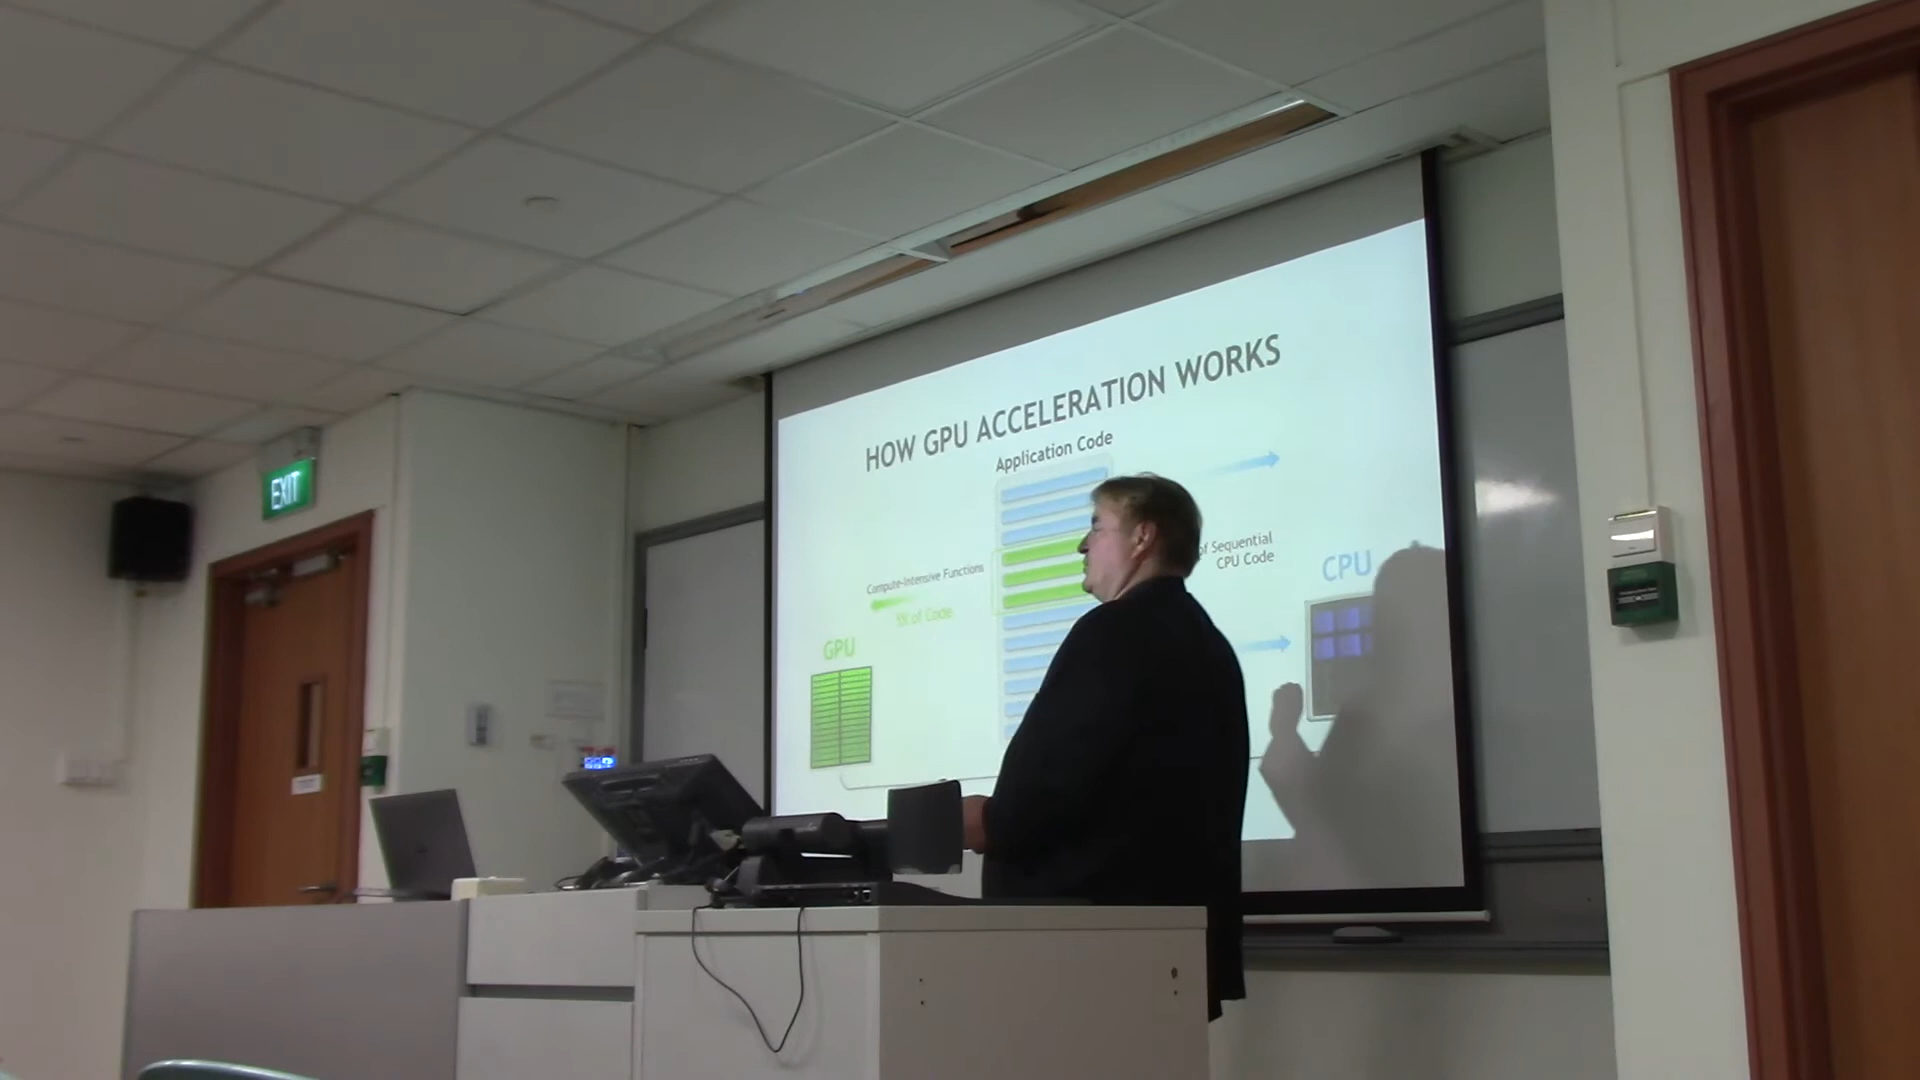 HOW GPU ACCELERATION WORKS
Application Code
EXIT
of Sequential
CPU Code
Compute-Intensive Functions
5% of Code
CPU
GPU